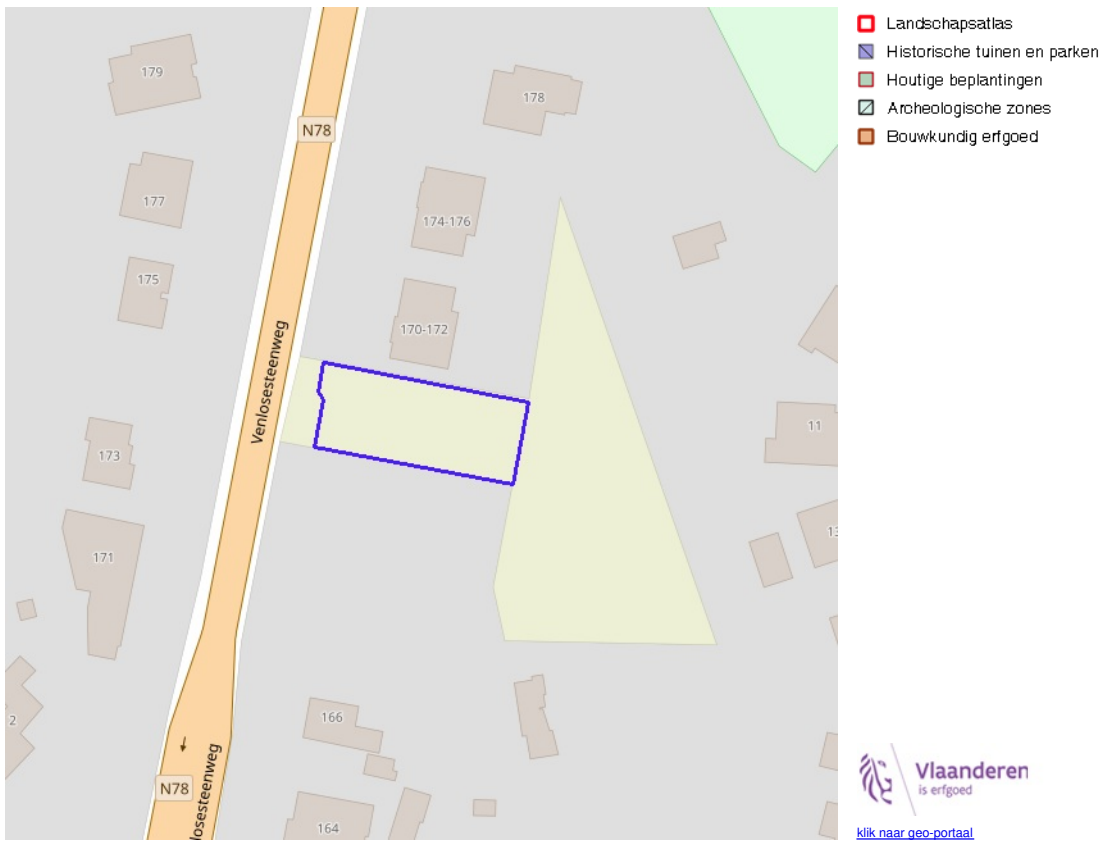 179
178
N78
177
174-176
175
170-172
Venlosesteenweg
11
173
171
13
166
2
N78
losesteenweg
164
Landschapsatlas
Historische tuinen en parken
Houtige beplantingen
Archeologische zones
Bouwkundig erfgoed
Vlaanderen
is erfgoed
klik naar geo-portaal